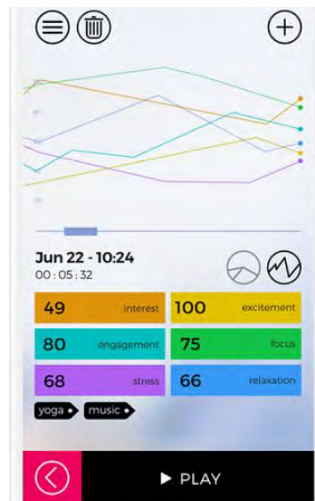 Jun 22 - 10:24
00 : 05 : 32
49 interest 100 excitement
80 engagement 75 focus
68 stress 66 relaxation
yoga music
PLAY